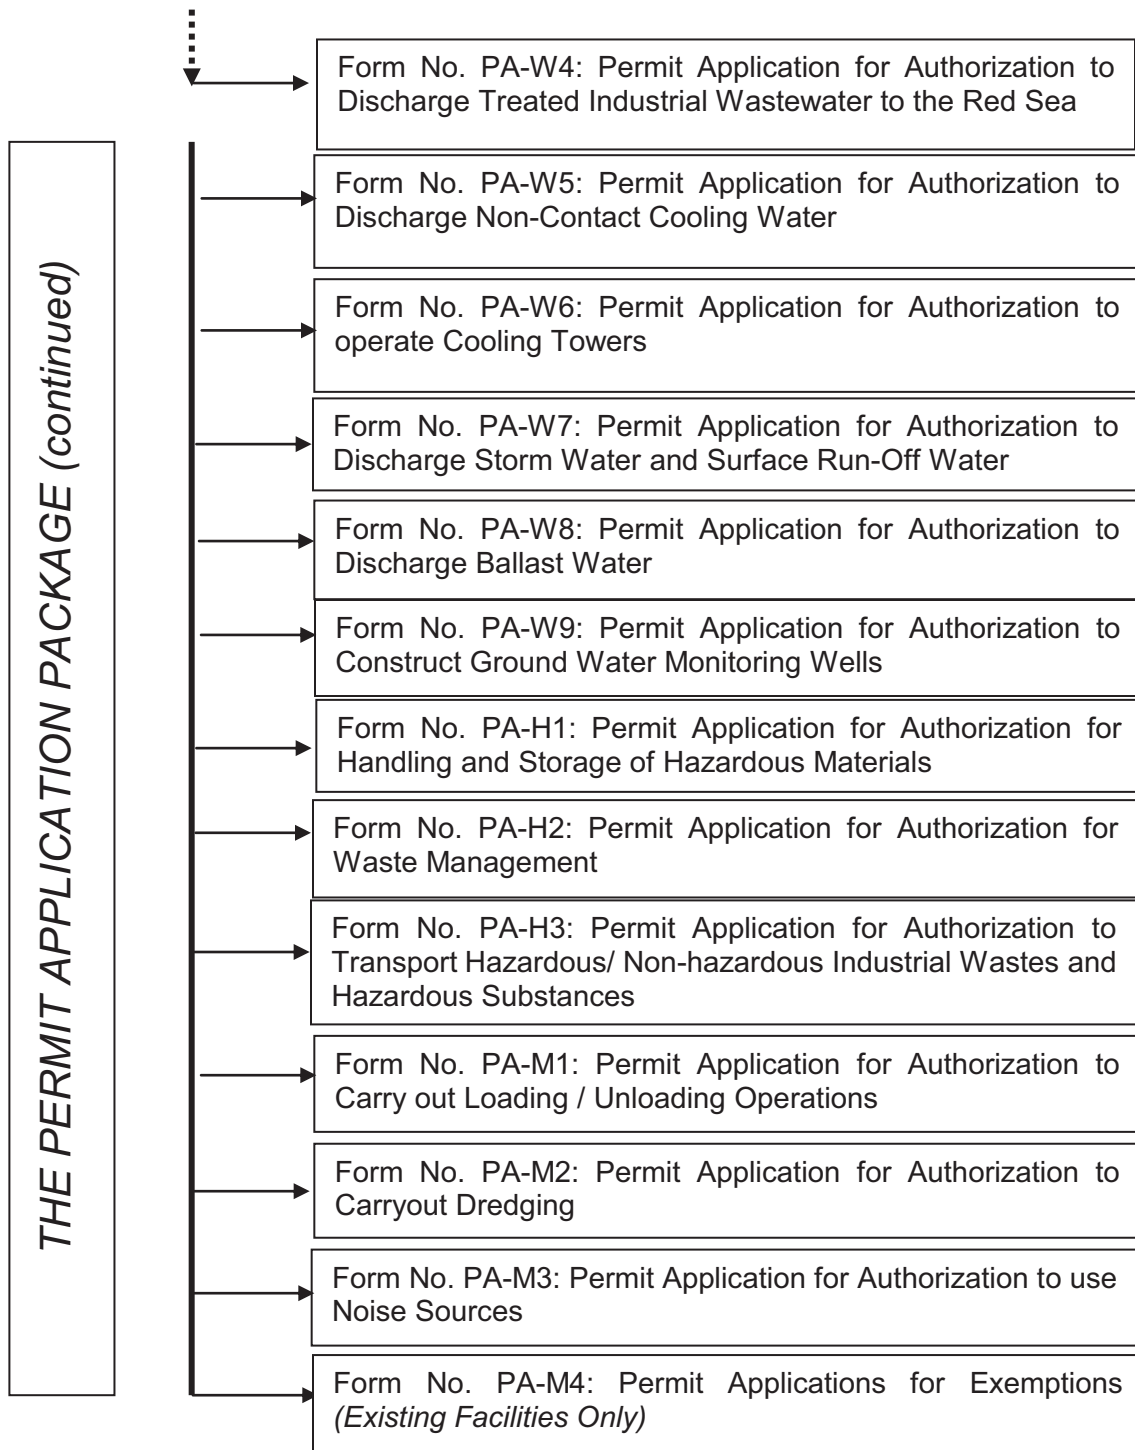 THE PERMIT APPLICATION PACKAGE (continued)
Form No. PA-W4: Permit Application for Authorization to
Discharge Treated Industrial Wastewater to the Red Sea
Form No. PA-W5: Permit Application for Authorization to
Discharge Non-Contact Cooling Water
Form No. PA-W6: Permit Application for Authorization to
operate Cooling Towers
Form No. PA-W7: Permit Application for Authorization to
Discharge Storm Water and Surface Run-Off Water
Form No. PA-W8: Permit Application for Authorization to
Discharge Ballast Water
Form No. PA-W9: Permit Application for Authorization to
Construct Ground Water Monitoring Wells
Form No. PA-H1: Permit Application for Authorization for
Handling and Storage of Hazardous Materials
Form No. PA-H2: Permit Application for Authorization for
Waste Management
Form No. PA-H3: Permit Application for Authorization to
Transport Hazardous/ Non-hazardous Industrial Wastes and
Hazardous Substances
Form No. PA-M1: Permit Application for Authorization to
Carry out Loading / Unloading Operations
Form No. PA-M2: Permit Application for Authorization to
Carryout Dredging
Form No. PA-M3: Permit Application for Authorization to use
Noise Sources
Form No. PA-M4: Permit Applications for Exemptions
(Existing Facilities Only)